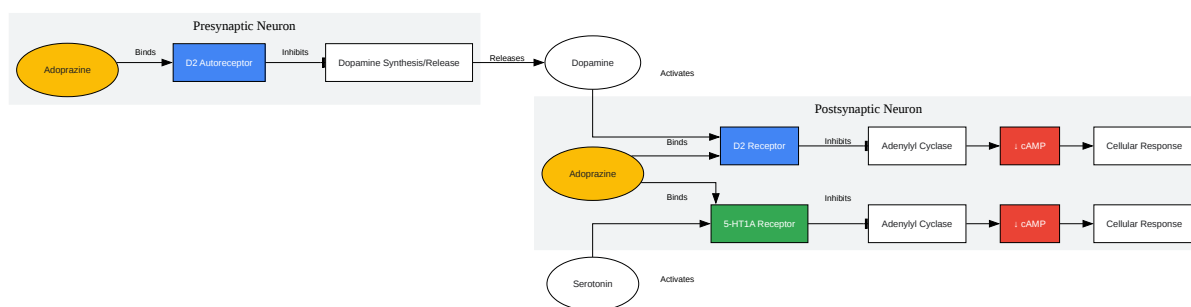 Presynaptic Neuron
Adoprazine
Binds
D2 Autoreceptor
Inhibits
Dopamine Synthesis/Release
Releases
Dopamine
Activates
Postsynaptic Neuron
Adoprazine
Binds
D2 Receptor
Inhibits
Adenylyl Cyclase
↓ cAMP
Cellular Response
Binds
5-HT1A Receptor
Inhibits
Adenylyl Cyclase
↓ cAMP
Cellular Response
Serotonin
Activates